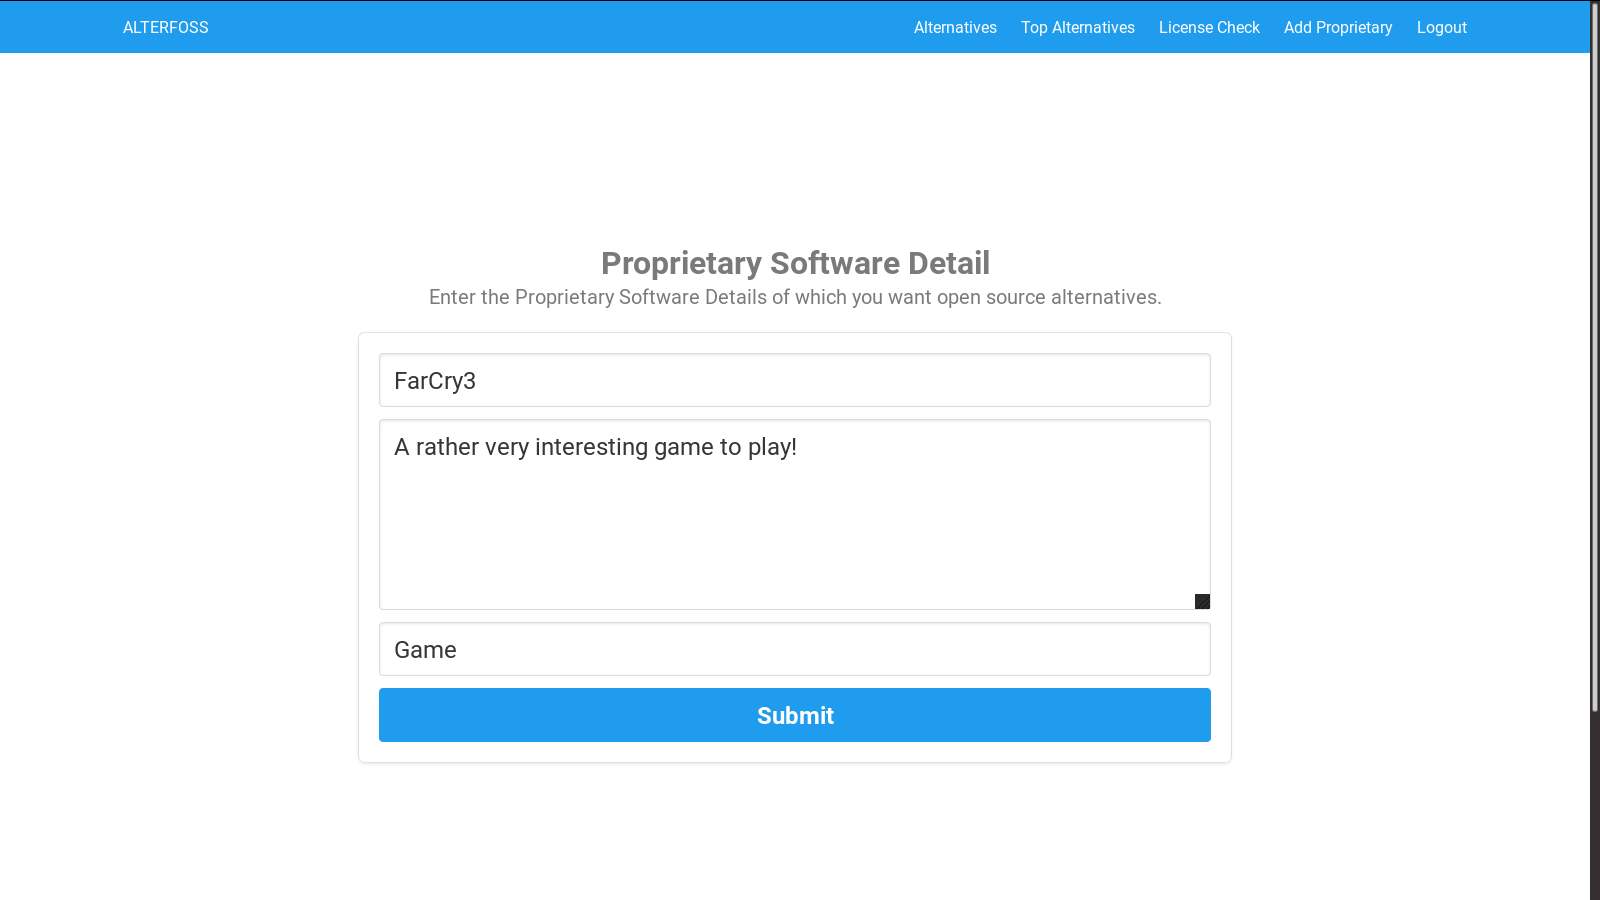 ALTERFOSS Alternatives Top Alternatives License Check Add Proprietary Logout
Proprietary Software Detail
Enter the Proprietary Software Details of which you want open source alternatives.
FarCry3
A rather very interesting game to play!
Game
Submit